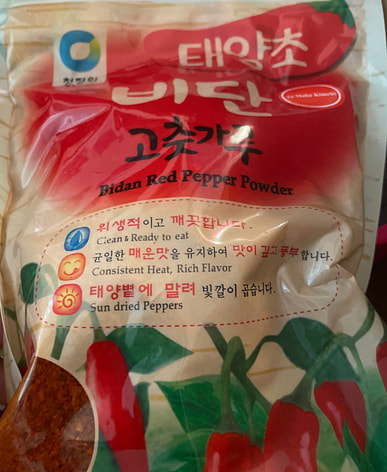 청정원
태양초
비단
To Make Kimchi
고춧가루
Bidan Red Pepper Powder
위생적이고 깨끗합니다.
Clean & Ready to eat
균일한 매운맛을 유지하여 맛이 깊고 풍부합니다.
Consistent Heat, Rich Flavor
태양볕에 말려 빛깔이 곱습니다.
Sun dried Peppers